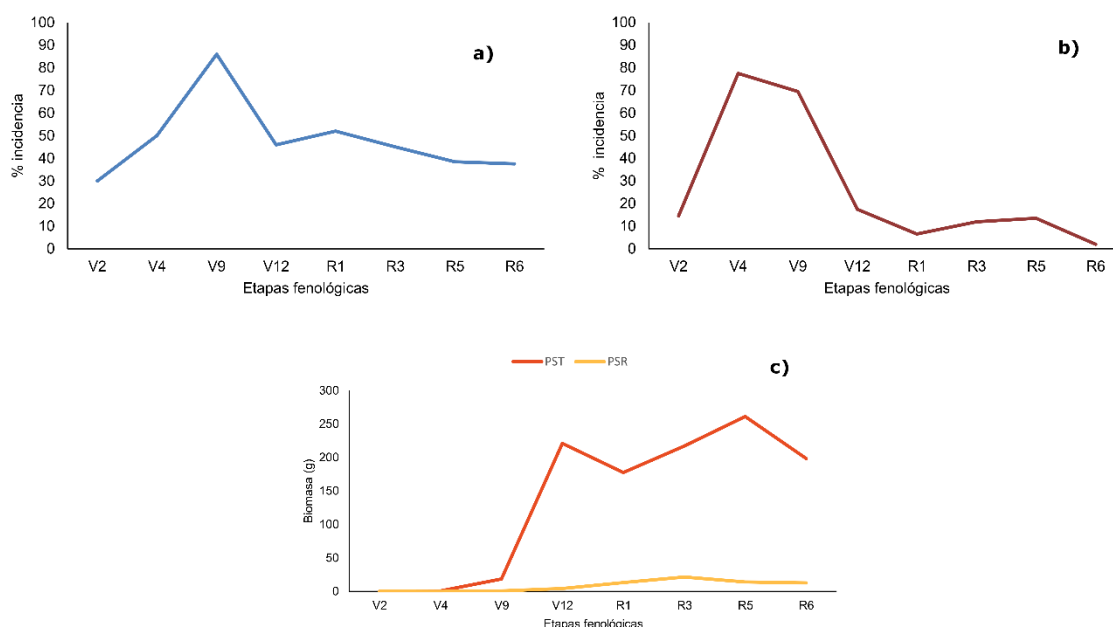 a)
100
90
80
70
60
50
40
30
20
10
0
% incidencia
V2 V4 V9 V12 R1 R3 R5 R6
Etapas fenológicas
b)
100
90
80
70
60
50
40
30
20
10
0
% incidencia
V2 V4 V9 V12 R1 R3 R5 R6
Etapas fenológicas
c)
PST PSR
300
250
200
150
100
50
0
Biomasa (g)
V2 V4 V9 V12 R1 R3 R5 R6
Etapas fenológicas